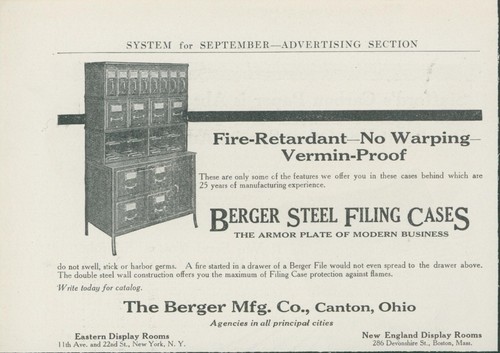 SYSTEM for SEPTEMBER—ADVERTISING SECTION
Fire-Retardant—No Warping—
Vermin-Proof
These are only some of the features we offer you in these cases behind which are
25 years of manufacturing experience.
BERGER STEEL FILING CASES
THE ARMOR PLATE OF MODERN BUSINESS
do not swell, stick or harbor germs. A fire started in a drawer of a Berger File would not even spread to the drawer above.
The double steel wall construction offers you the maximum of Filing Case protection against flames.
Write today for catalog.
The Berger Mfg. Co., Canton, Ohio
Agencies in all principal cities
Eastern Display Rooms
11th Ave. and 22nd St., New York, N. Y.
New England Display Rooms
286 Devonshire St., Boston, Mass.